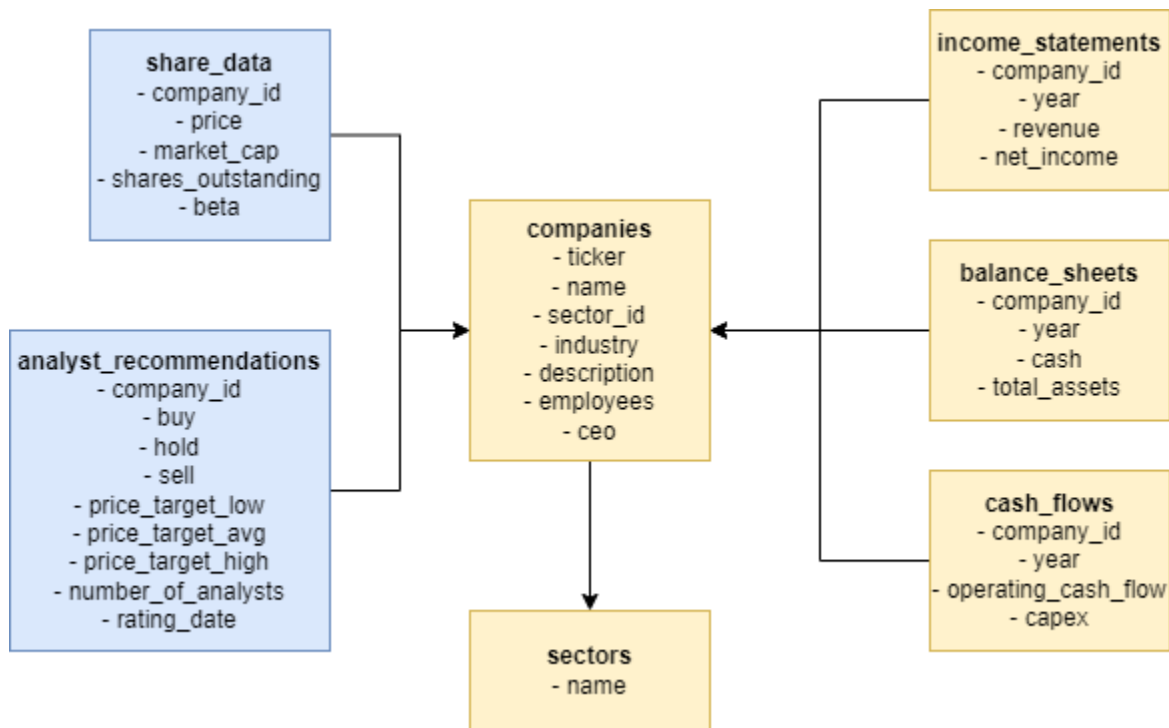 share_data
- company_id
- price
- market_cap
- shares_outstanding
- beta
analyst_recommendations
- company_id
- buy
- hold
- sell
- price_target_low
- price_target_avg
- price_target_high
- number_of_analysts
- rating_date
companies
- ticker
- name
- sector_id
- industry
- description
- employees
- ceo
sectors
- name
income_statements
- company_id
- year
- revenue
- net_income
balance_sheets
- company_id
- year
- cash
- total_assets
cash_flows
- company_id
- year
- operating_cash_flow
- capex